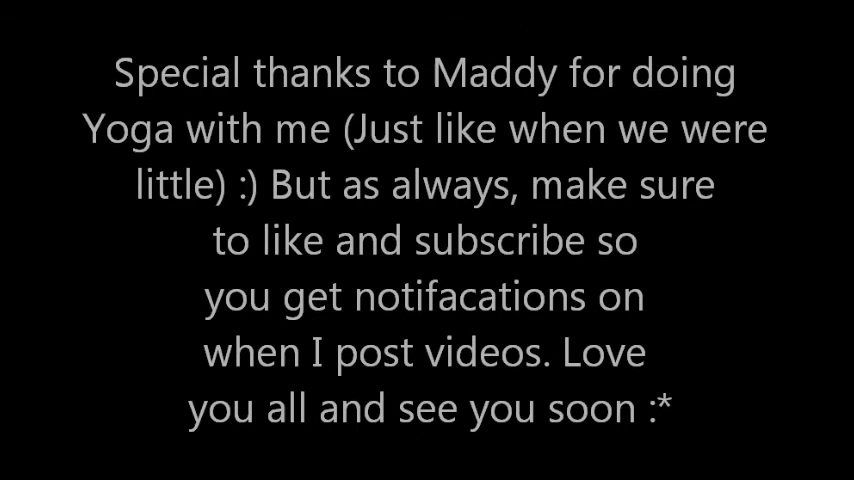 Special thanks to Maddy for doing
Yoga with me (Just like when we were
little) :) But as always, make sure
to like and subscribe so
you get notifacations on
when I post videos. Love
you all and see you soon :*